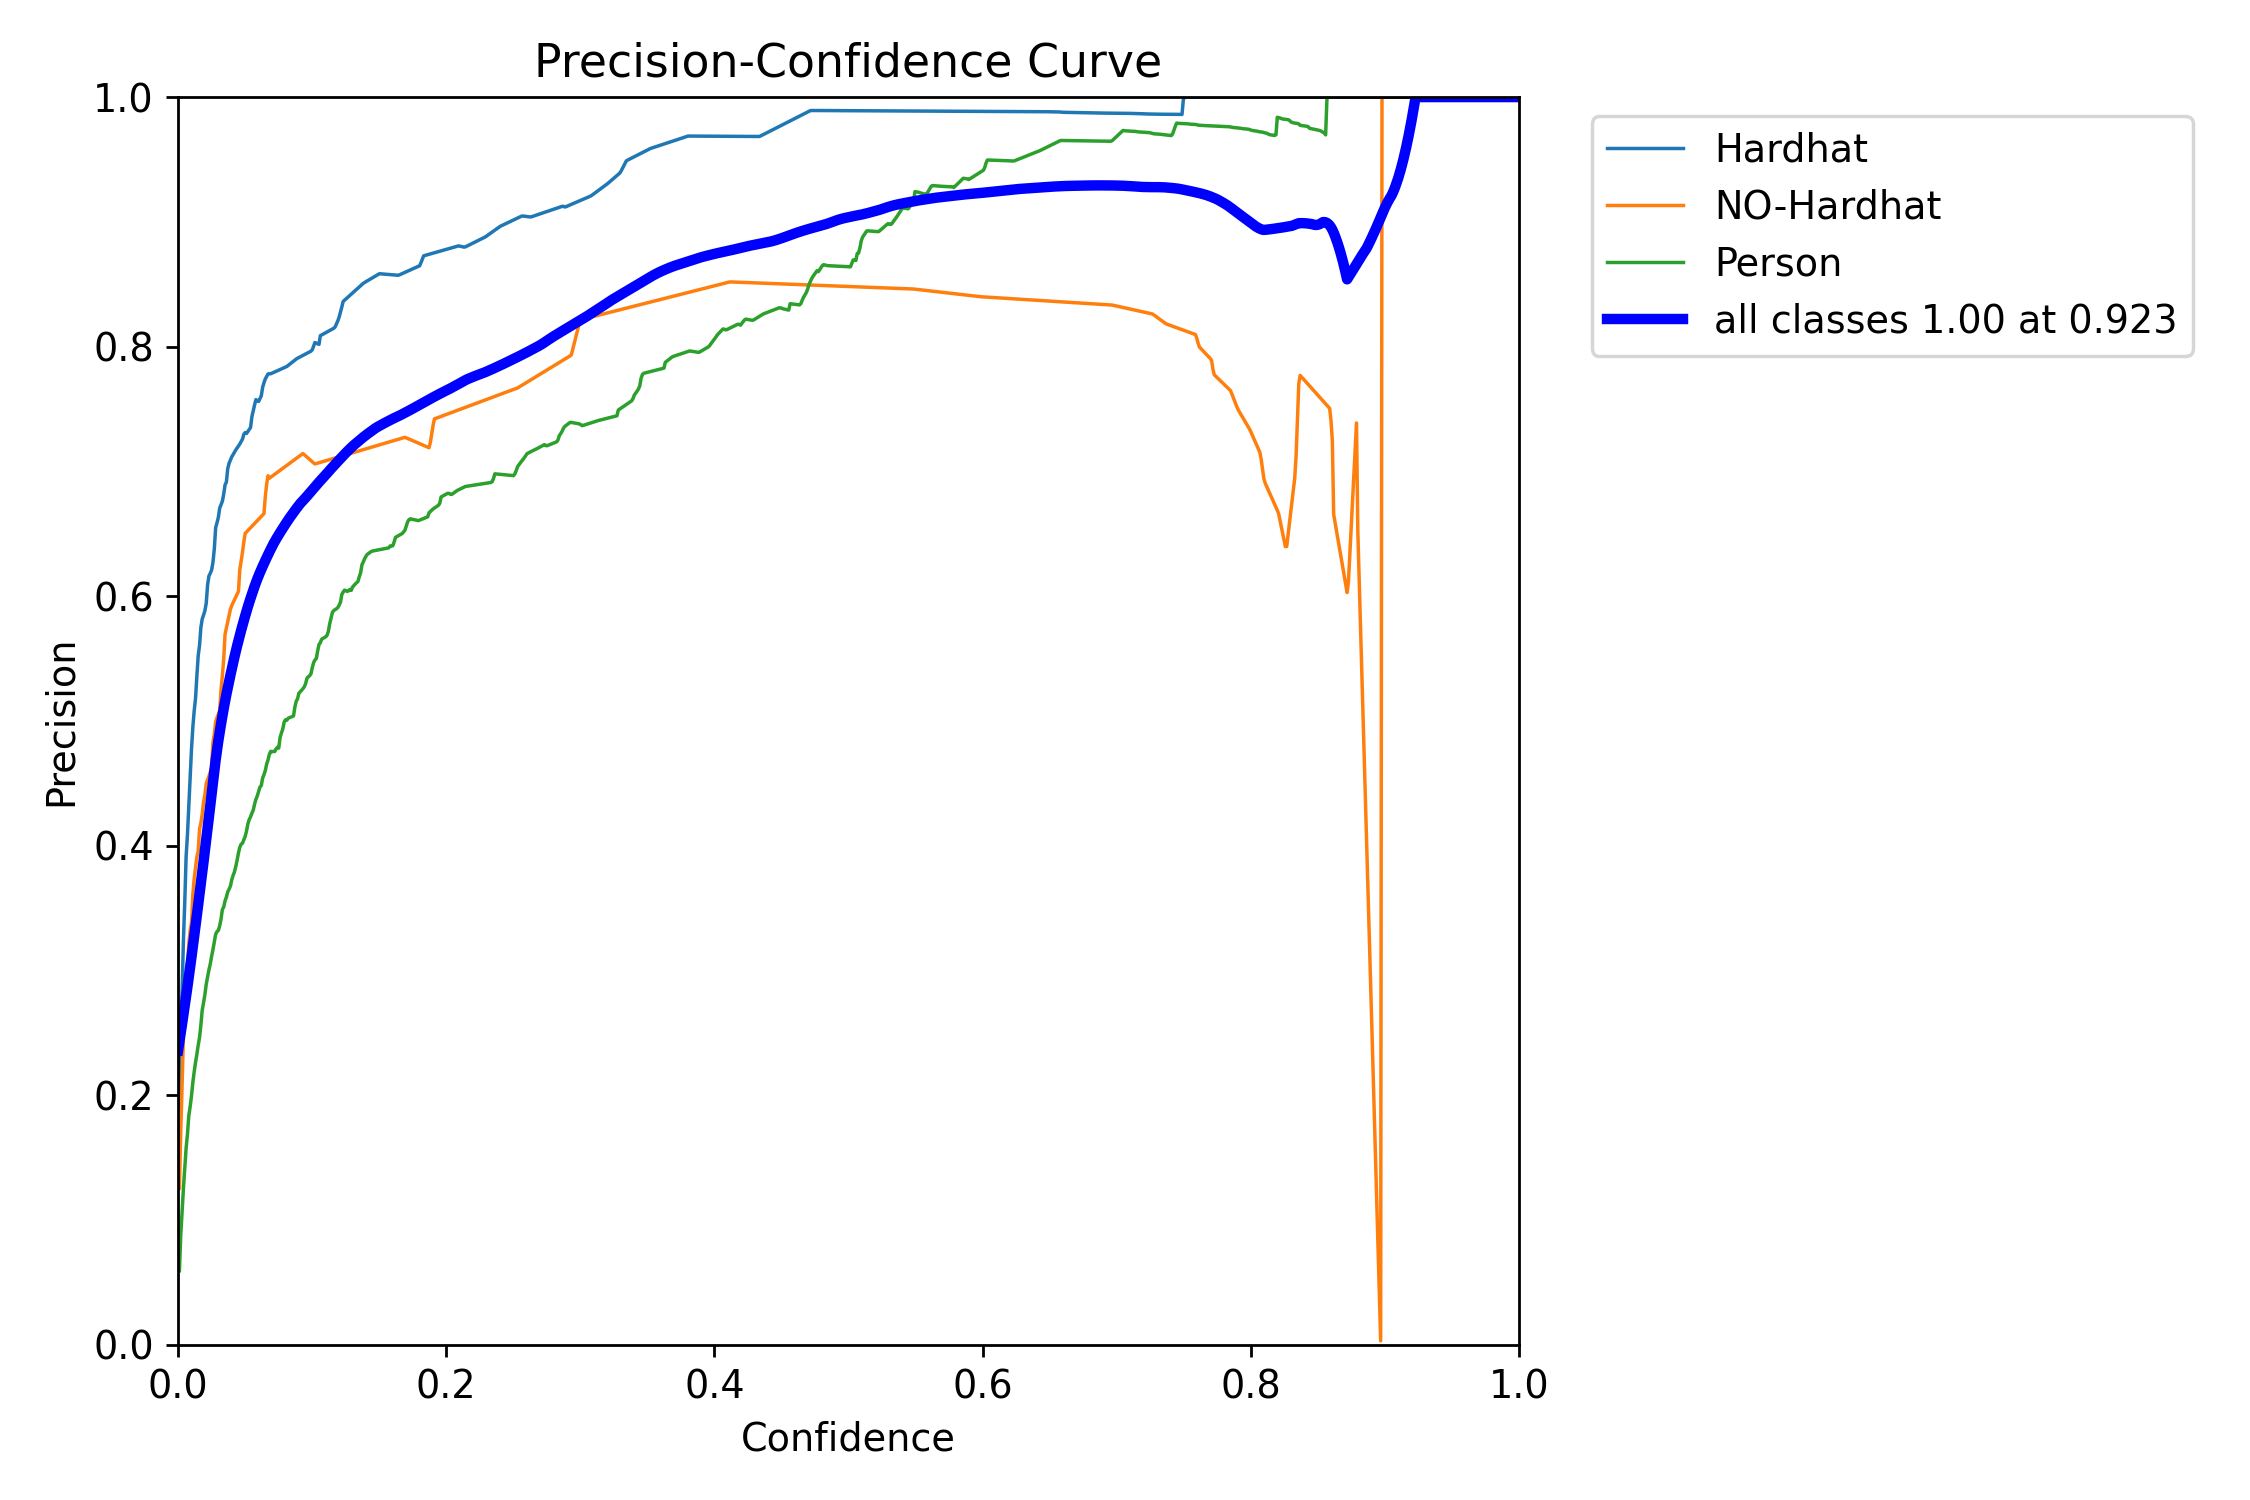 Precision-Confidence Curve
1.0
0.8
0.6
0.4
0.2
0.0
Precision
0.0 0.2 0.4 0.6 0.8 1.0
Confidence
Hardhat
NO-Hardhat
Person
all classes 1.00 at 0.923